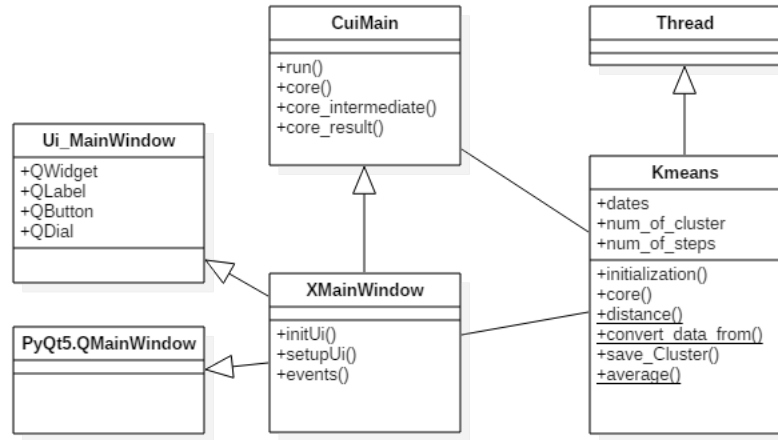 CuiMain
+run()
+core()
+core_intermediate()
+core_result()
Thread
Ui_MainWindow
+QWidget
+QLabel
+QButton
+QDial
Kmeans
+dates
+num_of_cluster
+num_of_steps
+initialization()
+core()
+distance()
+convert_data_from()
+save_Cluster()
+average()
XMainWindow
+initUi()
+setupUi()
+events()
PyQt5.QMainWindow